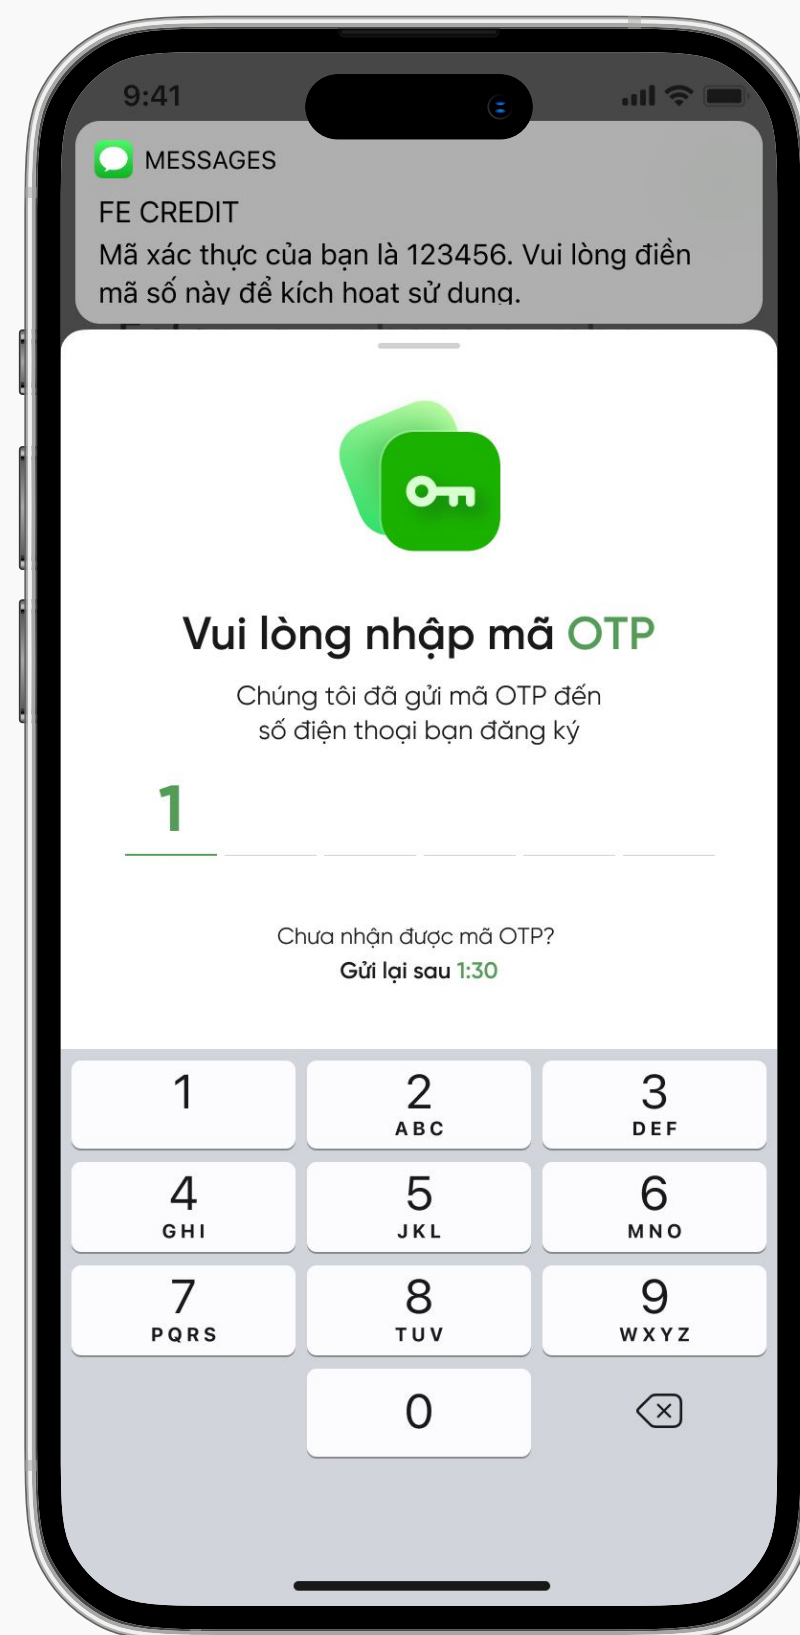 9:41
MESSAGES
FE CREDIT
Mã xác thực của bạn là 123456. Vui lòng điền
mã số này để kích hoạt sử dụng.
Vui lòng nhập mã OTP
Chúng tôi đã gửi mã OTP đến
số điện thoại bạn đăng ký
1
Chưa nhận được mã OTP?
Gửi lại sau 1:30
1
2
3
ABC
DEF
4
5
6
GHI
JKL
MNO
7
8
9
PQRS
TUV
WXYZ
0